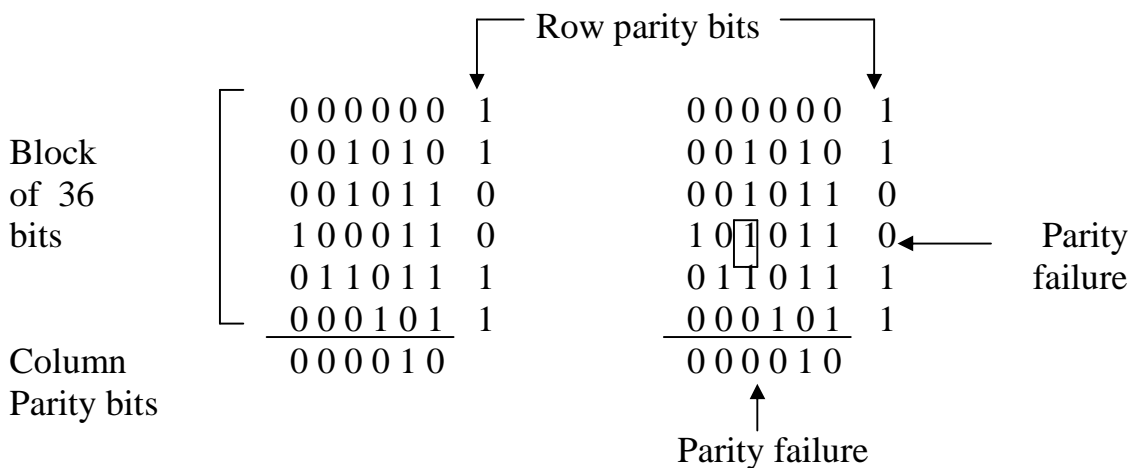 Row parity bits
0 0 0 0 0 0 1 0 0 0 0 0 0 1
Block 0 0 1 0 1 0 1 0 0 1 0 1 0 1
of 36 0 0 1 0 1 1 0 0 0 1 0 1 1 0
bits 1 0 0 0 1 1 0 1 0 1 0 1 1 0 Parity
0 1 1 0 1 1 1 0 1 1 0 1 1 1 failure
0 0 0 1 0 1 1 0 0 0 1 0 1 1
Column 0 0 0 0 1 0 0 0 0 0 1 0
Parity bits
Parity failure